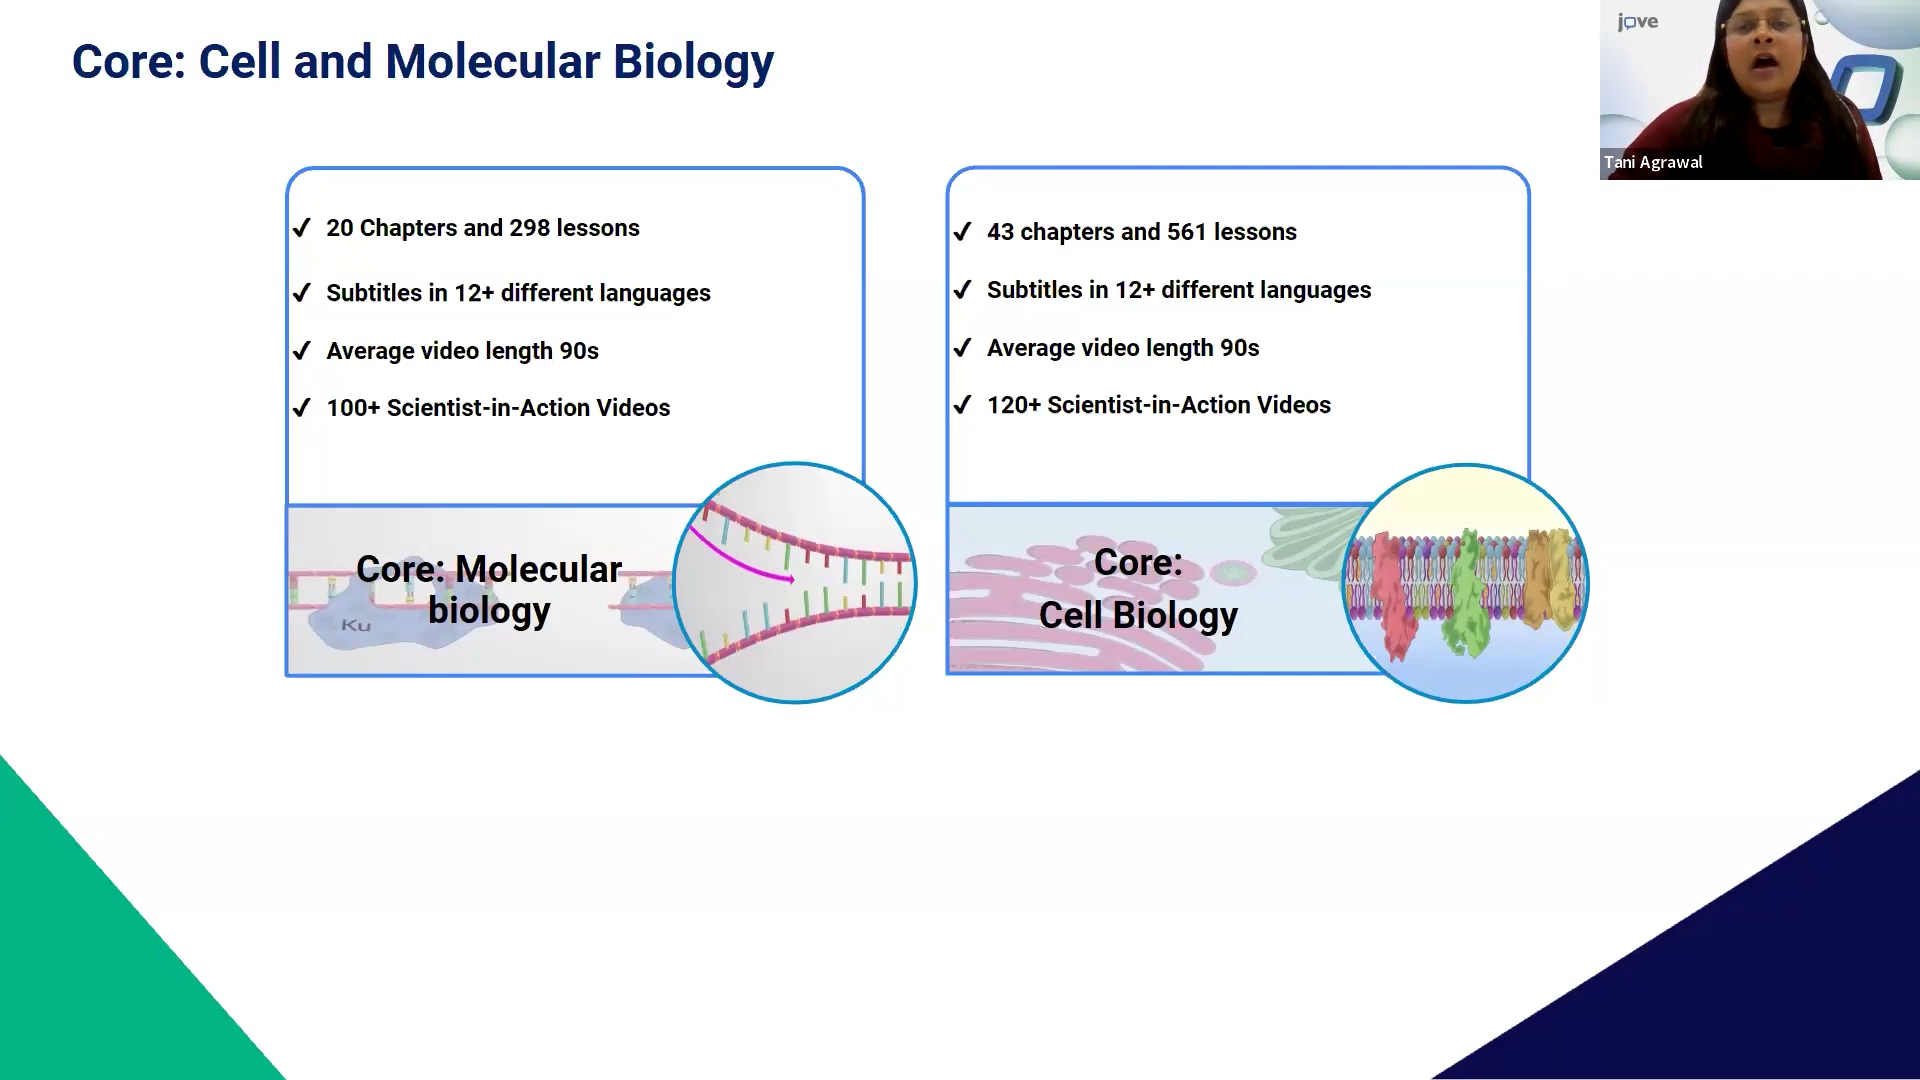 Core: Cell and Molecular Biology
jove
Tani Agrawal
✓ 20 Chapters and 298 lessons
✓ Subtitles in 12+ different languages
✓ Average video length 90s
✓ 100+ Scientist-in-Action Videos
Core: Molecular
biology
Ku
✓ 43 chapters and 561 lessons
✓ Subtitles in 12+ different languages
✓ Average video length 90s
✓ 120+ Scientist-in-Action Videos
Core:
Cell Biology